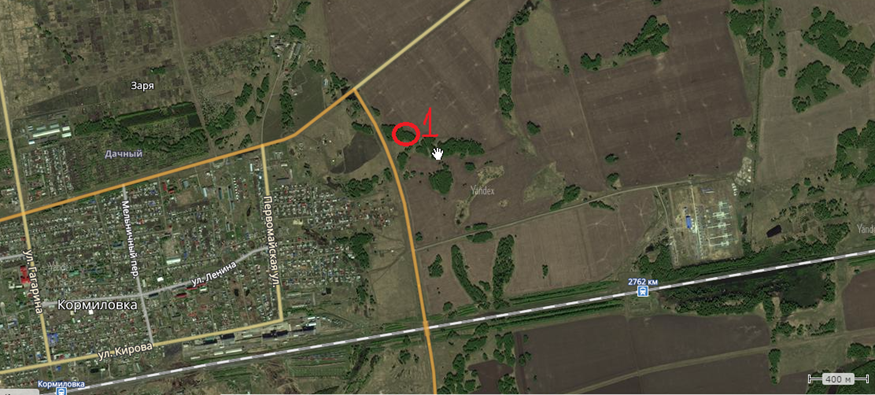 Заря
1
Дачный
Yandex
Первомайская ул.
Мельничный пер.
ул. Гагарина
ул. Ленина
2762 км
Кормиловка
ул. Кирова
Кормиловка
400 м